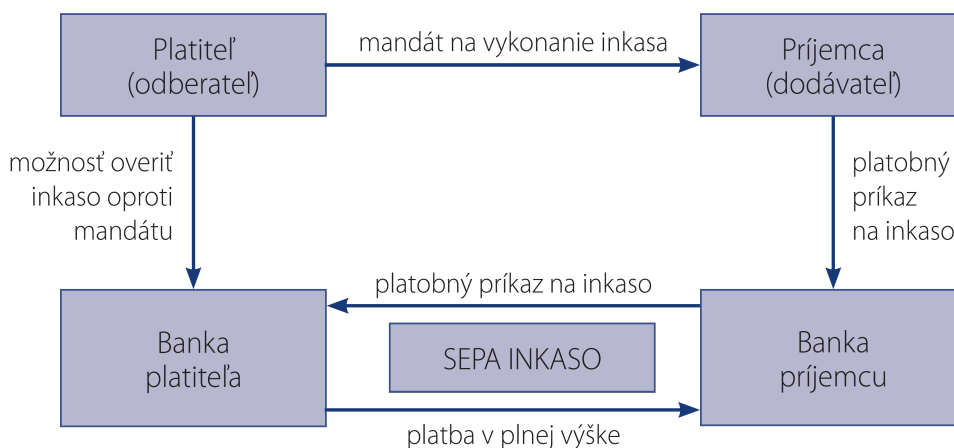 Platiteľ
(odberateľ)
mandát na vykonanie inkasa
Príjemca
(dodávateľ)
možnosť overiť
inkaso oproti
mandátu
platobný
príkaz
na inkaso
platobný príkaz na inkaso
Banka
platiteľa
SEPA INKASO
Banka
príjemcu
platba v plnej výške